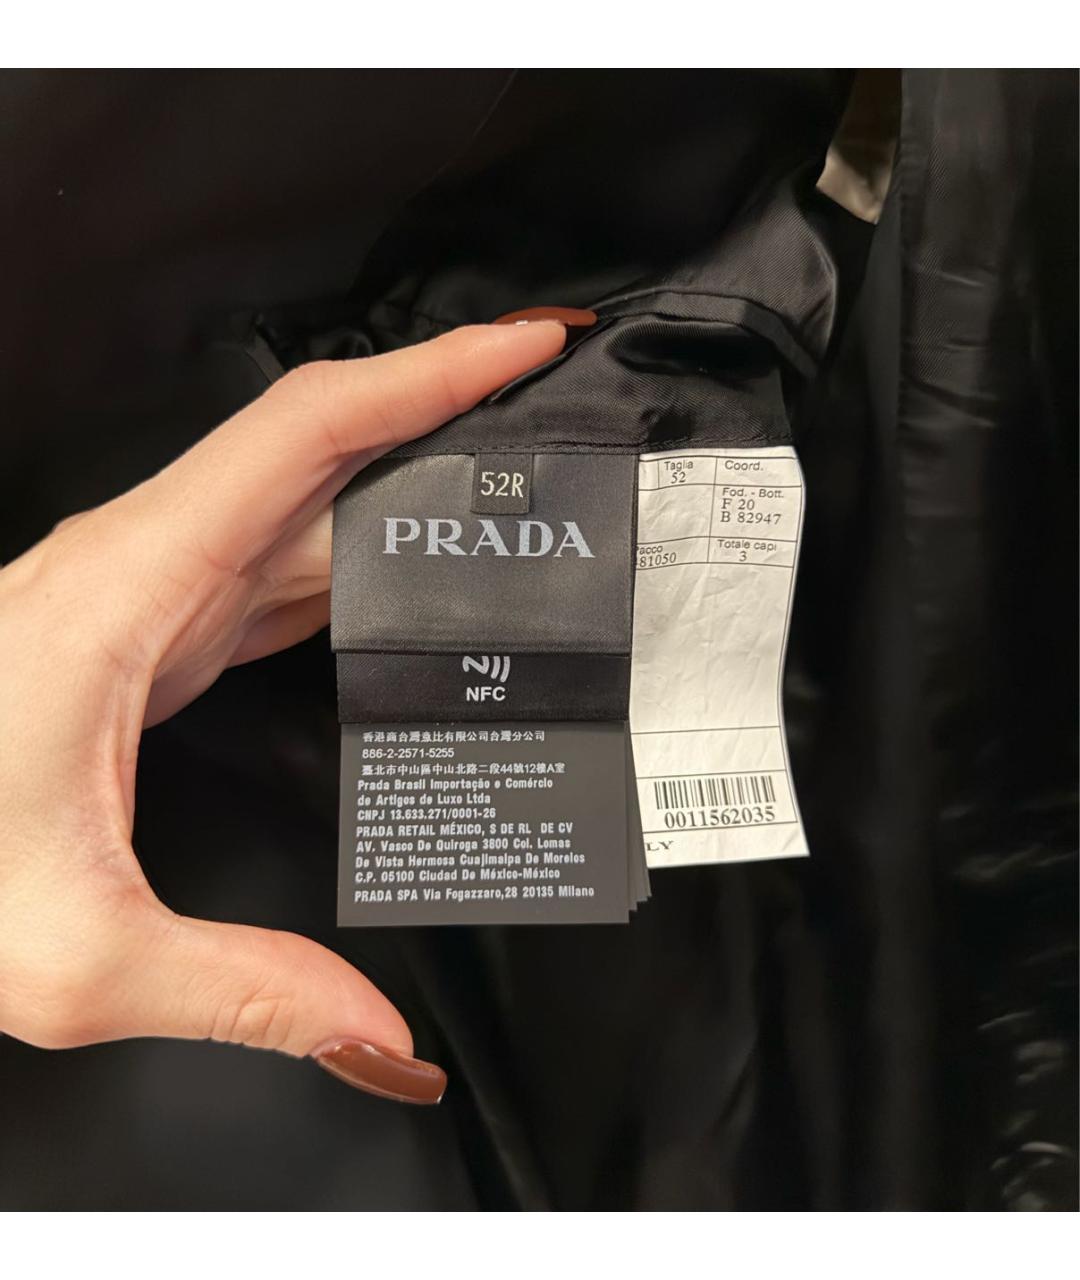 52R
PRADA
NFC
香港商台灣普比有限公司台灣分公司
886-2-2571-5255
臺北市中山區中山北路二段44號12樓A室
Prada Brasil Importação e Comércio
de Artigos de Luxo Ltda
CNPJ 13.633.271/0001-26
PRADA RETAIL MÉXICO, S DE RL DE CV
AV. Vasco De Quiroga 3800 Col. Lomas
De Vista Hermosa Cuajimalpa De Morelos
C.P. 05100 Ciudad De México-México
PRADA SPA Via Fogazzaro,28 20135 Milano
Taglia
52
Coord.
Fod. - Bott.
F 20
B 82947
81050
Totale capi
3
0011562035
LY